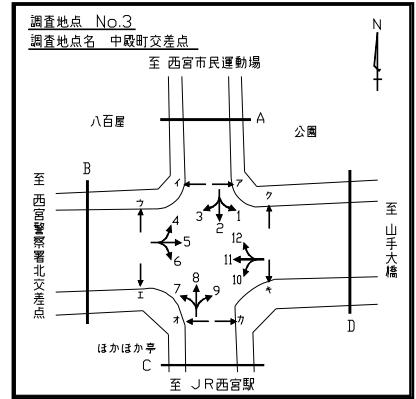 調査地点 No.3
調査地点名 中殿町交差点
N
至 西宮市民運動場
A
八百屋
公園
B
イ
ア
ク
ウ
至 西宮警察署北交差点
至 山手大橋
4
3
2
1
5
12
11
6
10
7
8
9
エ
キ
オ
カ
D
ほかほか亭
C
至 JR西宮駅